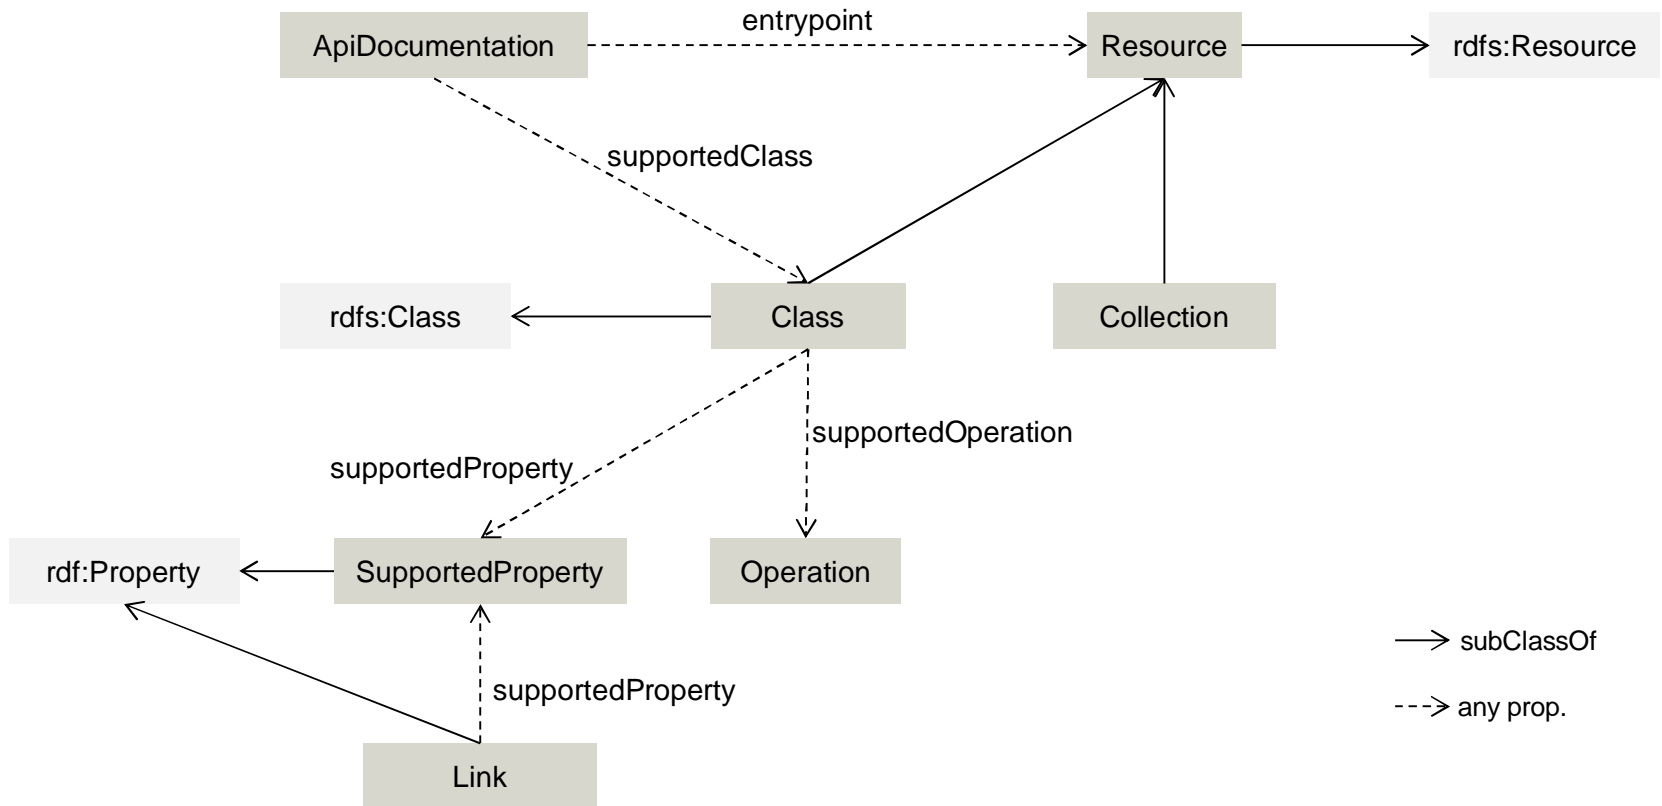 entrypoint
ApiDocumentation
Resource
rdfs:Resource
supportedClass
rdfs:Class
Class
Collection
supportedOperation
supportedProperty
rdf:Property
SupportedProperty
Operation
subClassOf
supportedProperty
any prop.
Link